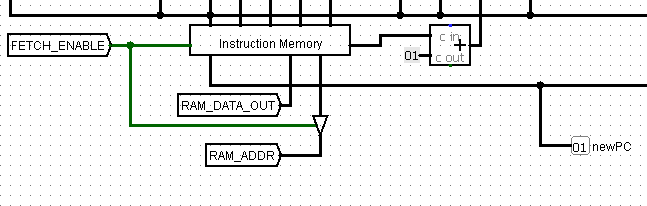 FETCH_ENABLE
Instruction Memory
c in
+
01
c out
RAM_DATA_OUT
01 newPC
RAM_ADDR